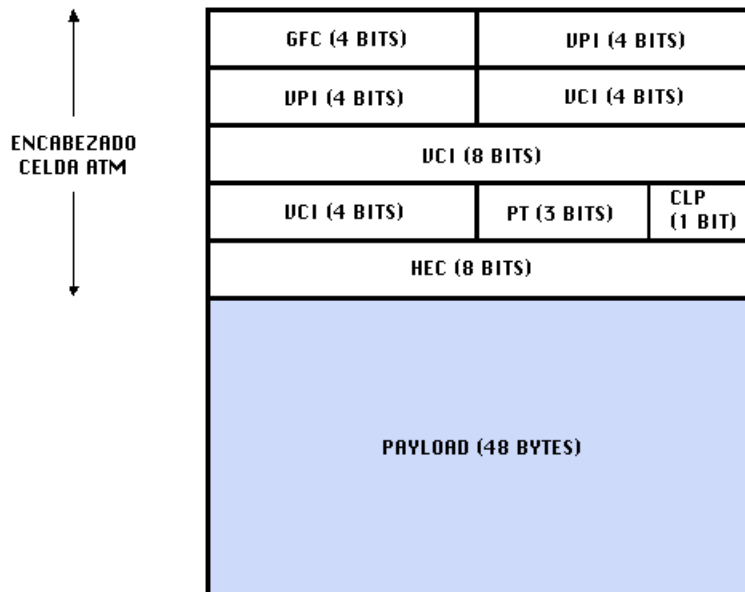 GFC (4 BITS)
VPI (4 BITS)
VPI (4 BITS)
VCI (4 BITS)
ENCABEZADO
CELDA ATM
VCI (8 BITS)
VCI (4 BITS)
PT (3 BITS)
CLP
(1 BIT)
HEC (8 BITS)
PAYLOAD (48 BYTES)